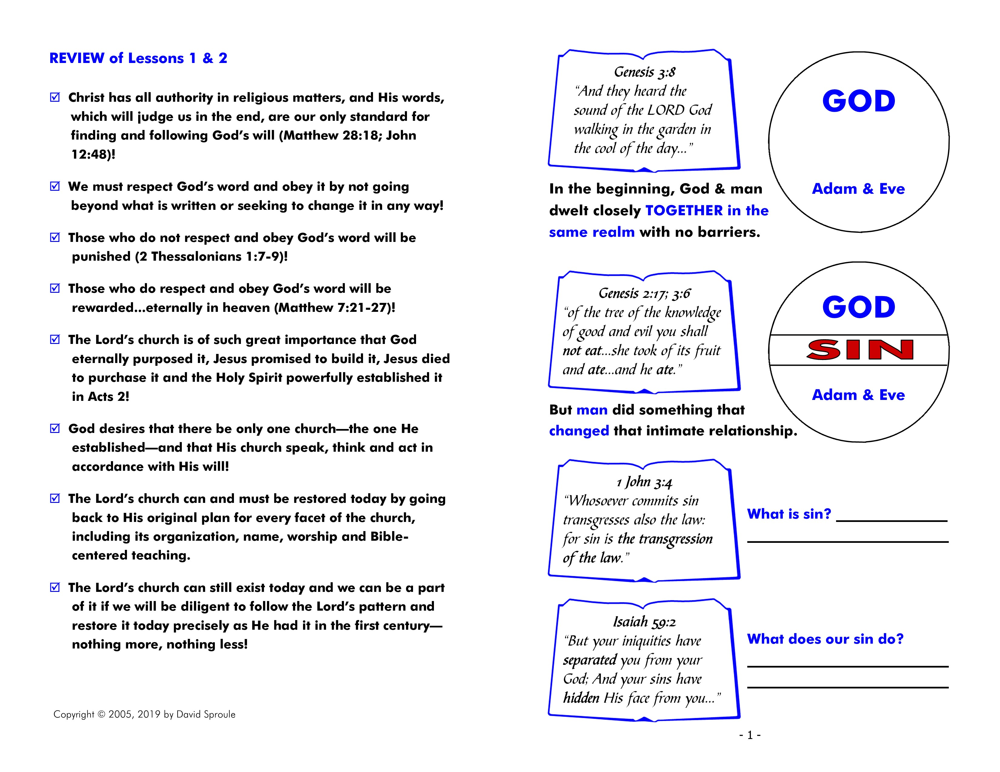 REVIEW of Lessons 1 & 2
☑ Christ has all authority in religious matters, and His words,
which will judge us in the end, are our only standard for
finding and following God’s will (Matthew 28:18; John
12:48)!
☑ We must respect God’s word and obey it by not going
beyond what is written or seeking to change it in any way!
☑ Those who do not respect and obey God’s word will be
punished (2 Thessalonians 1:7-9)!
☑ Those who do respect and obey God’s word will be
rewarded…eternally in heaven (Matthew 7:21-27)!
☑ The Lord’s church is of such great importance that God
eternally purposed it, Jesus promised to build it, Jesus died
to purchase it and the Holy Spirit powerfully established it
in Acts 2!
☑ God desires that there be only one church—the one He
established—and that His church speak, think and act in
accordance with His will!
☑ The Lord’s church can and must be restored today by going
back to His original plan for every facet of the church,
including its organization, name, worship and Bible-
centered teaching.
☑ The Lord’s church can still exist today and we can be a part
of it if we will be diligent to follow the Lord’s pattern and
restore it today precisely as He had it in the first century—
nothing more, nothing less!
Copyright © 2005, 2019 by David Sproule
Genesis 3:8
“And they heard the
sound of the LORD God
walking in the garden in
the cool of the day…”
In the beginning, God & man
dwelt closely TOGETHER in the
same realm with no barriers.
GOD
Adam & Eve
Genesis 2:17; 3:6
“of the tree of the knowledge
of good and evil you shall
not eat…she took of its fruit
and ate…and he ate.”
But man did something that
changed that intimate relationship.
GOD
SIN
Adam & Eve
1 John 3:4
“Whosoever commits sin
transgresses also the law:
for sin is the transgression
of the law.”
What is sin?
Isaiah 59:2
“But your iniquities have
separated you from your
God; And your sins have
hidden His face from you…”
What does our sin do?
- 1 -